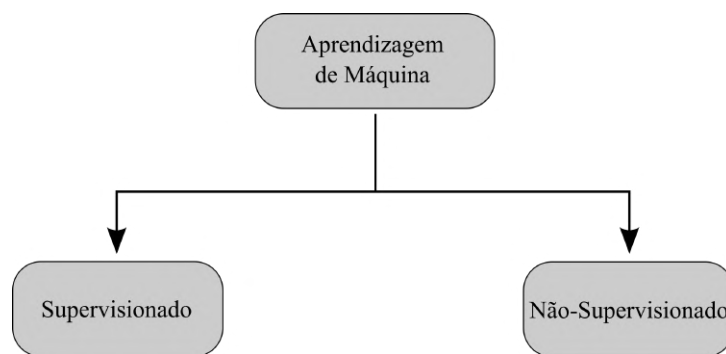 Aprendizagem
de Máquina
Supervisionado
Não-Supervisionado